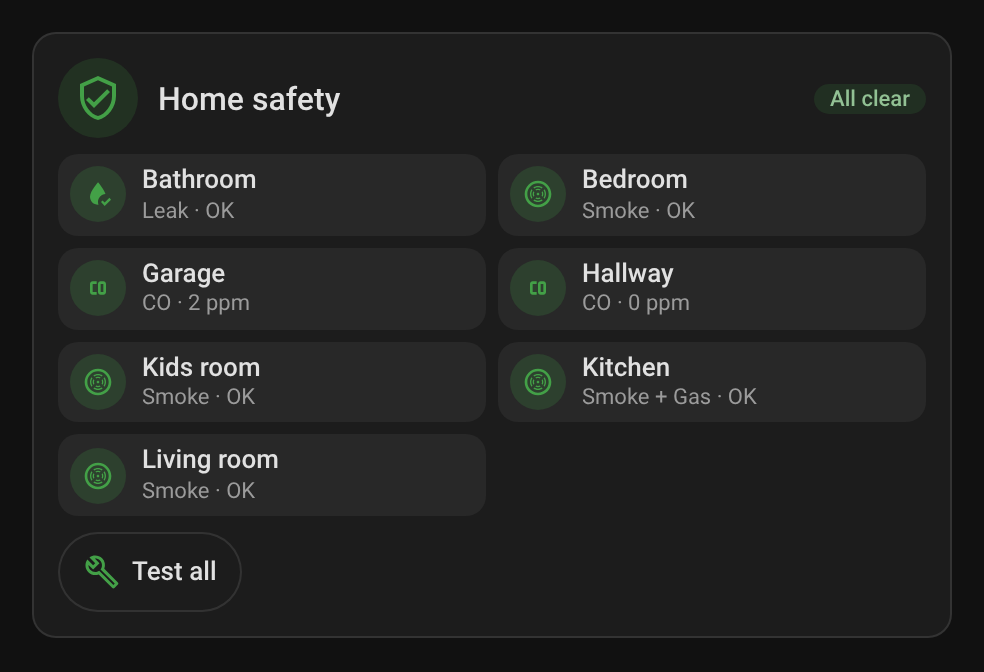 Home safety
All clear
Bathroom
Leak · OK
Bedroom
Smoke · OK
CO
Garage
CO · 2 ppm
CO
Hallway
CO · 0 ppm
Kids room
Smoke · OK
Kitchen
Smoke + Gas · OK
Living room
Smoke · OK
Test all